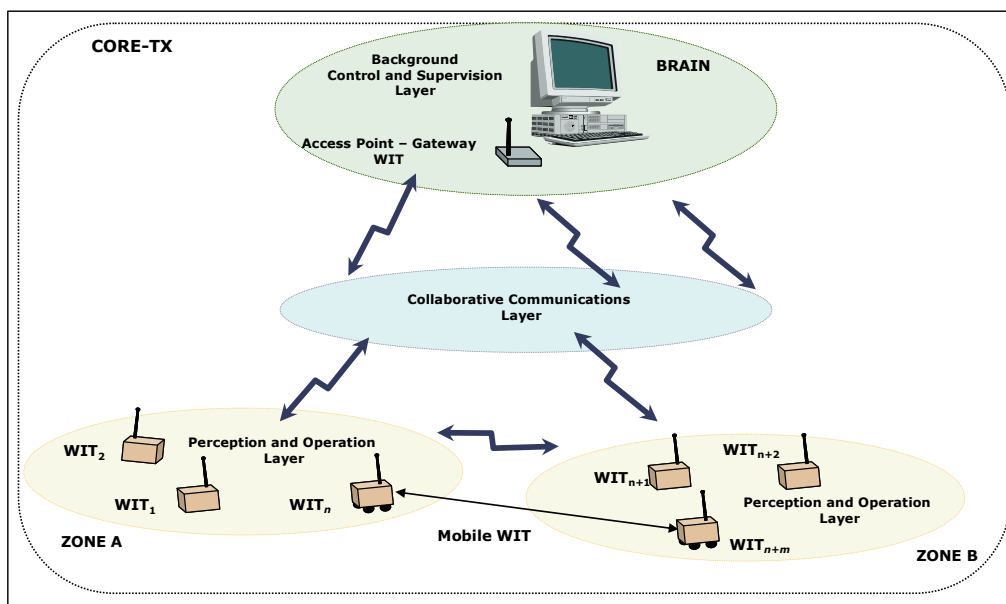 CORE-TX
Background
Control and Supervision
Layer
BRAIN
Access Point – Gateway
WIT
Collaborative Communications
Layer
Perception and Operation
Layer
WIT2
WIT1
WITn
ZONE A
Mobile WIT
WITn+1
WITn+2
Perception and Operation
Layer
WITn+m
ZONE B